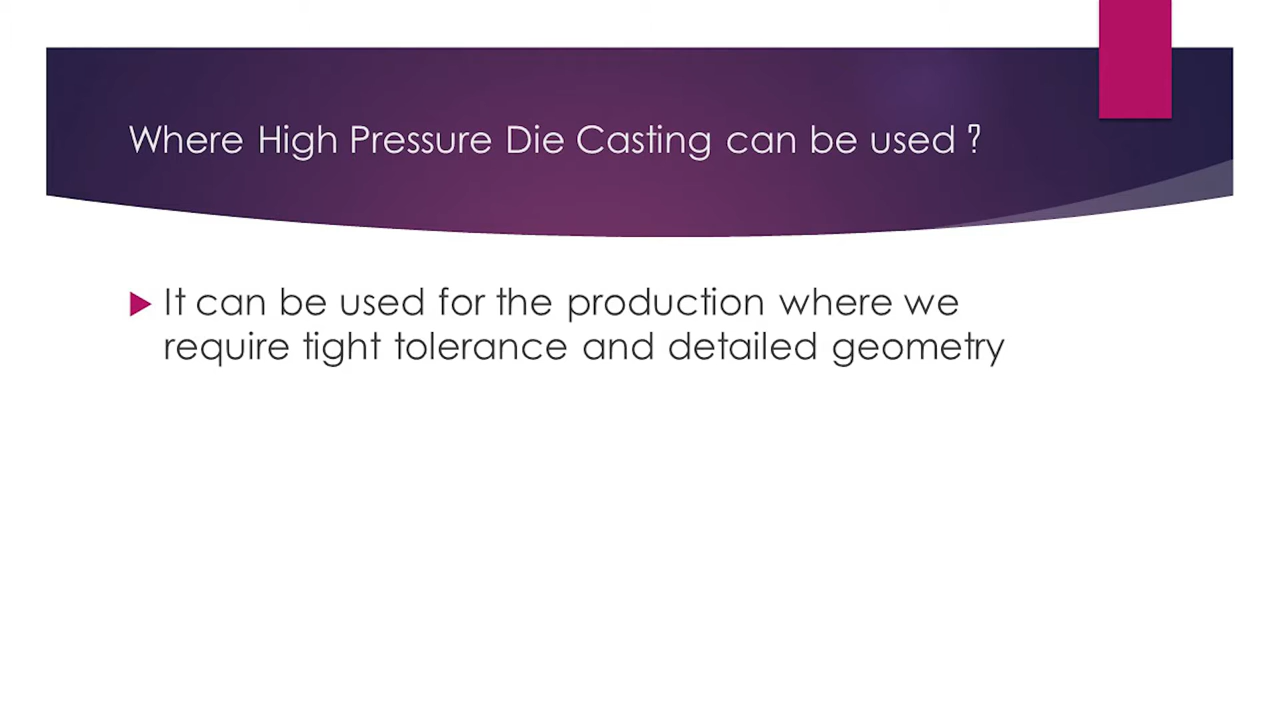 Where High Pressure Die Casting can be used ?
It can be used for the production where we
require tight tolerance and detailed geometry